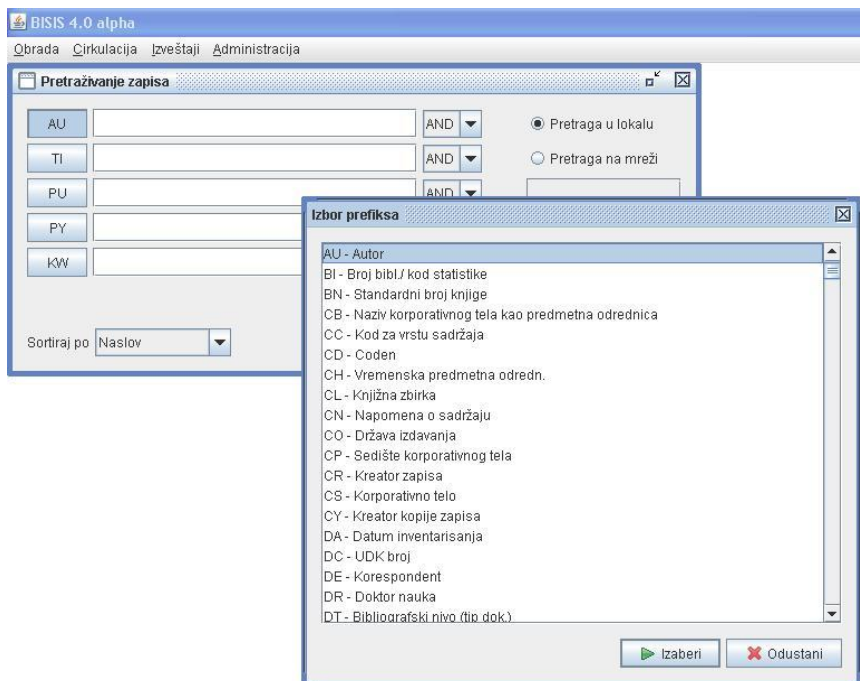 BISIS 4.0 alpha
Obrada Cirkulacija Izveštaji Administracija
Pretraživanje zapisa
AU AND Pretraga u lokalu
TI AND Pretraga na mreži
PU AND
PY
KW
Sortiraj po Naslov
Izbor prefiksa
AU - Autor
BI - Broj bibl./ kod statistike
BN - Standardni broj knjige
CB - Naziv korporativnog tela kao predmetna odrednica
CC - Kod za vrstu sadržaja
CD - Coden
CH - Vremenska predmetna odredn.
CL - Knjižna zbirka
CN - Napomena o sadržaju
CO - Država izdavanja
CP - Sedište korporativnog tela
CR - Kreator zapisa
CS - Korporativno telo
CY - Kreator kopije zapisa
DA - Datum inventarisanja
DC - UDK broj
DE - Korespondent
DR - Doktor nauka
DT - Bibliografski nivo (tip dok.)
Izaberi Odustani